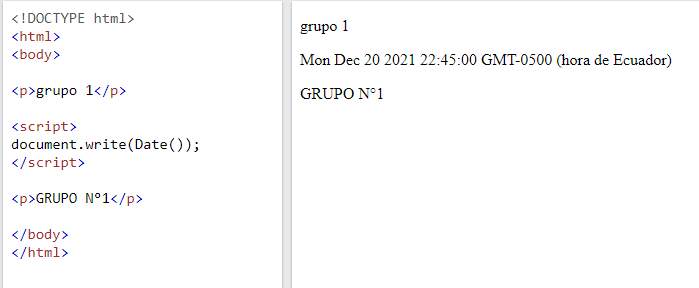 <!DOCTYPE html>
<html>
<body>
<p>grupo 1</p>
<script>
document.write(Date());
</script>
<p>GRUPO N°1</p>
</body>
</html>
grupo 1
Mon Dec 20 2021 22:45:00 GMT-0500 (hora de Ecuador)
GRUPO N°1